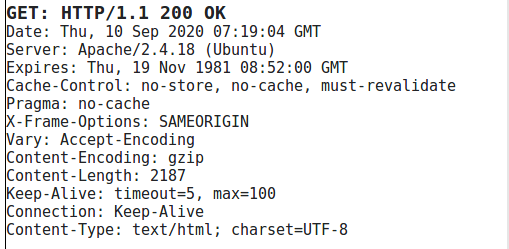 GET: HTTP/1.1 200 OK
Date: Thu, 10 Sep 2020 07:19:04 GMT
Server: Apache/2.4.18 (Ubuntu)
Expires: Thu, 19 Nov 1981 08:52:00 GMT
Cache-Control: no-store, no-cache, must-revalidate
Pragma: no-cache
X-Frame-Options: SAMEORIGIN
Vary: Accept-Encoding
Content-Encoding: gzip
Content-Length: 2187
Keep-Alive: timeout=5, max=100
Connection: Keep-Alive
Content-Type: text/html; charset=UTF-8